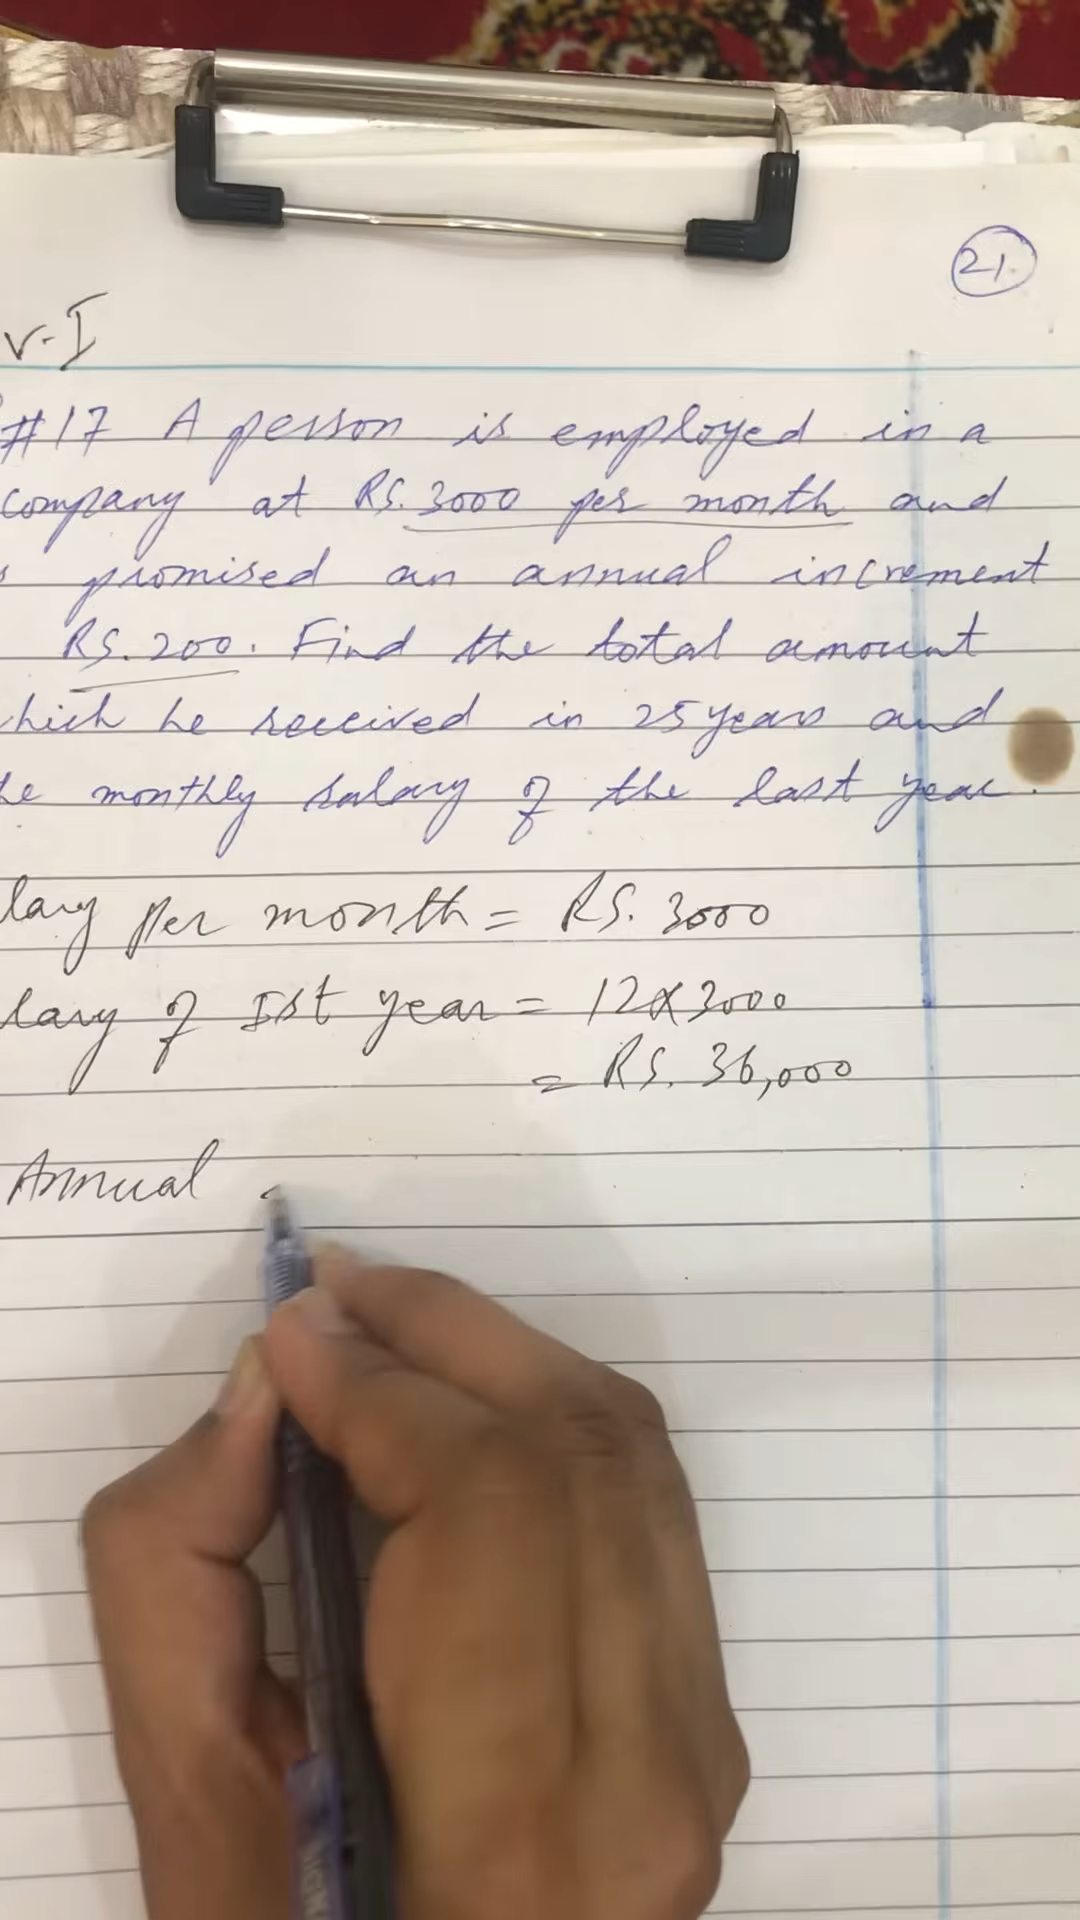 21.
v-I
#17 A person is employed in a
company at RS. 3000 per month and
s promised an annual increment
RS. 200. Find the total amount
hich he received in 25 years and
he monthly salary of the last year.
lary per month = RS. 3000
lary of Ist year = 12 x 3000
= RS. 36,000
Annual